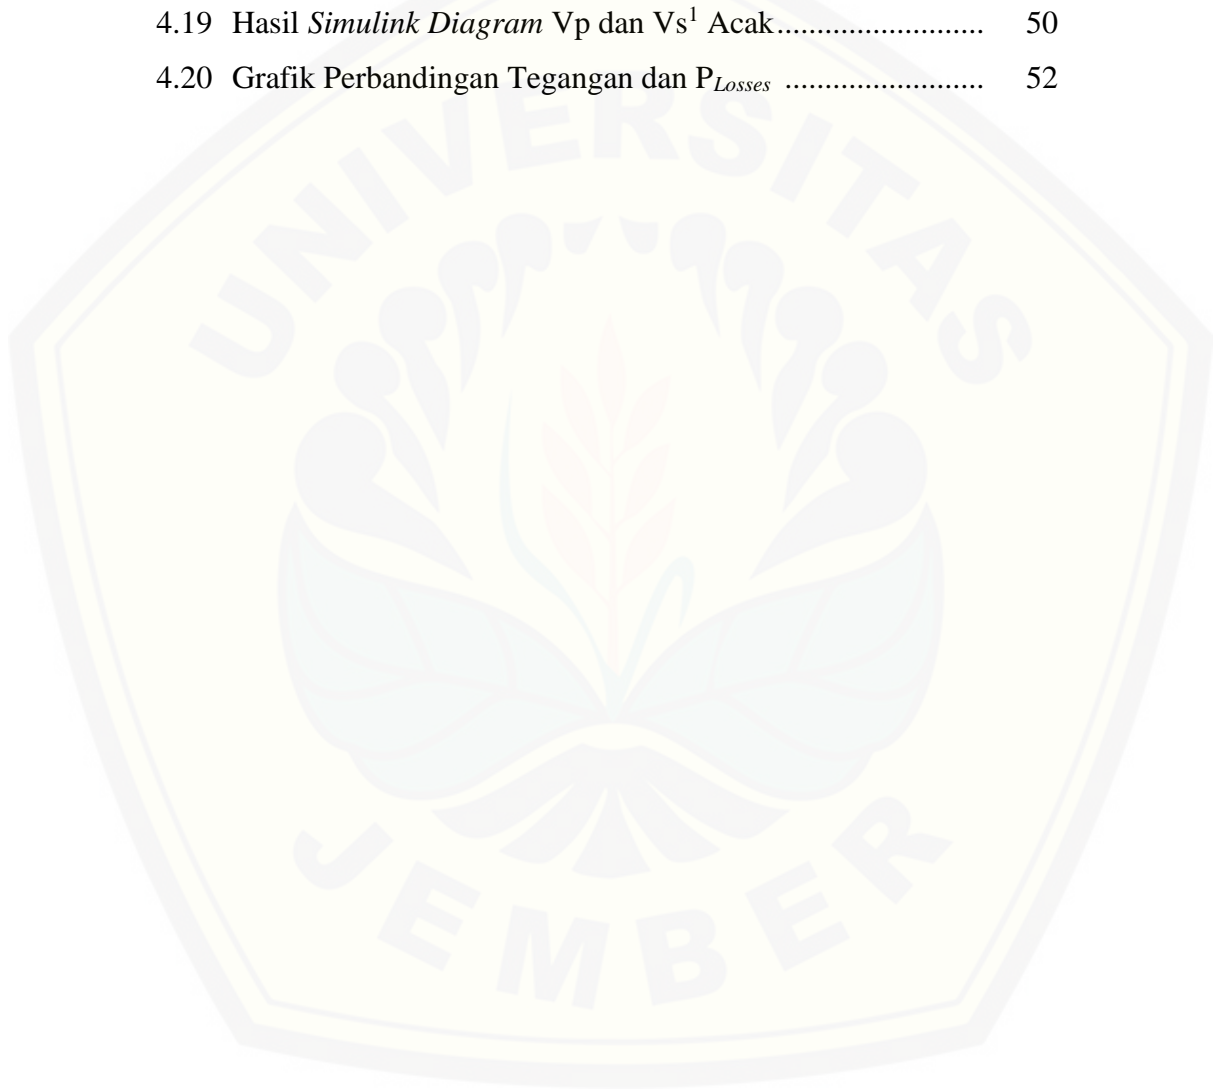 4.19 Hasil Simulink Diagram Vp dan Vs¹ Acak.......................... 50
4.20 Grafik Perbandingan Tegangan dan P_Losses ......................... 52
UNIVERSITAS
JEMBER